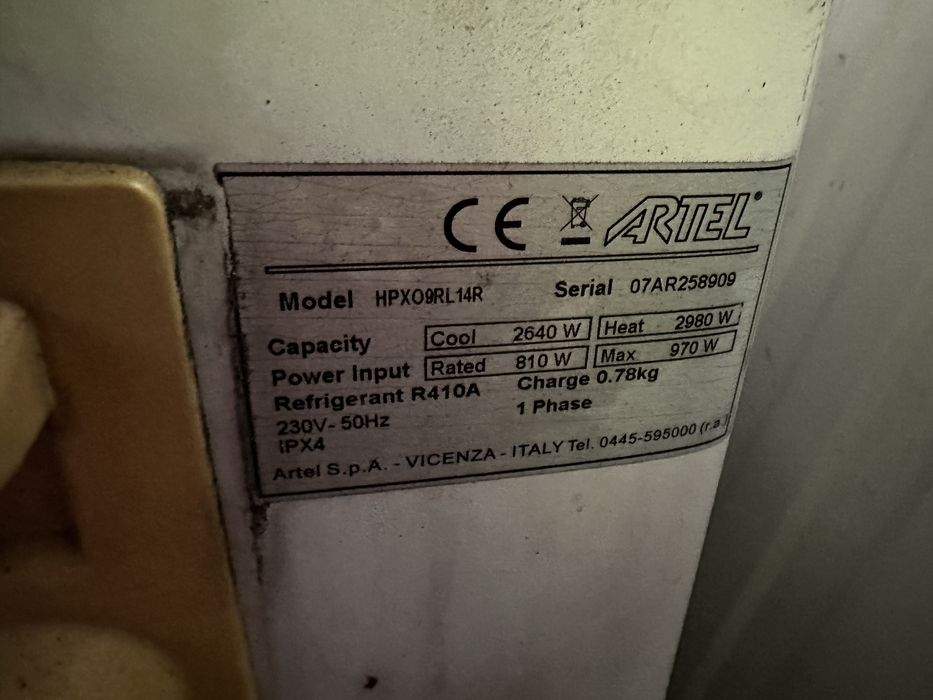 CE ARTEL®
Model HPX09RL14R Serial 07AR258909
Capacity Cool 2640 W Heat 2980 W
Power Input Rated 810 W Max 970 W
Refrigerant R410A Charge 0.78kg
230V- 50Hz 1 Phase
IPX4
Artel S.p.A. - VICENZA - ITALY Tel. 0445-595000 (r.a.)